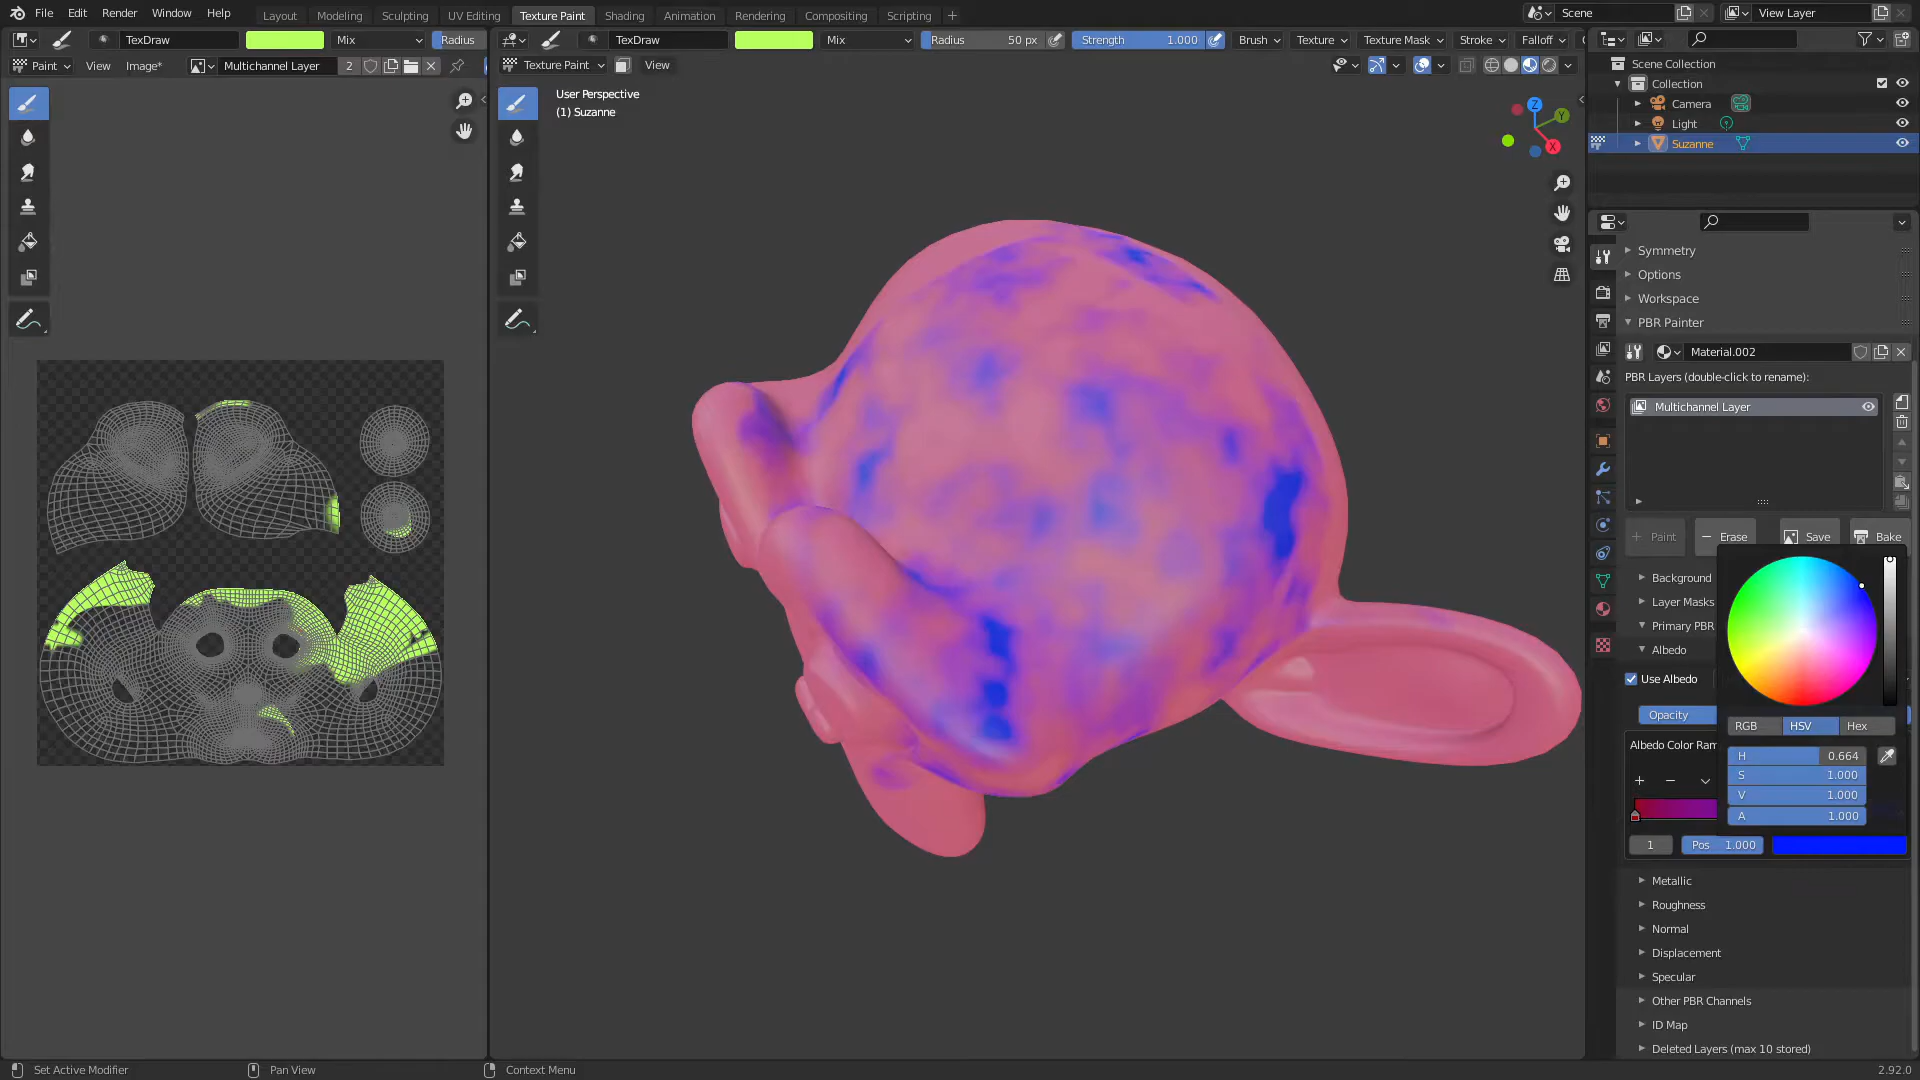 File Edit Render Window Help Layout Modeling Sculpting UV Editing Texture Paint Shading Animation Rendering Compositing Scripting + Scene View Layer
TexDraw Mix Radius TexDraw Mix Radius 50 px Strength 1.000 Brush Texture Texture Mask Stroke Falloff
Paint View Image* Multichannel Layer 2 Texture Paint View
User Perspective
(1) Suzanne
Z
Y
X
Scene Collection
Collection
Camera
Light
Suzanne
Symmetry
Options
Workspace
PBR Painter
Material.002
PBR Layers (double-click to rename):
Multichannel Layer
+ Paint − Erase Save Bake
Background
Layer Masks
Primary PBR
Albedo
Use Albedo
Opacity
RGB HSV Hex
Albedo Color Ram
H 0.664
S 1.000
V 1.000
A 1.000
1 Pos 1.000
Metallic
Roughness
Normal
Displacement
Specular
Other PBR Channels
ID Map
Deleted Layers (max 10 stored)
Set Active Modifier Pan View Context Menu 2.92.0